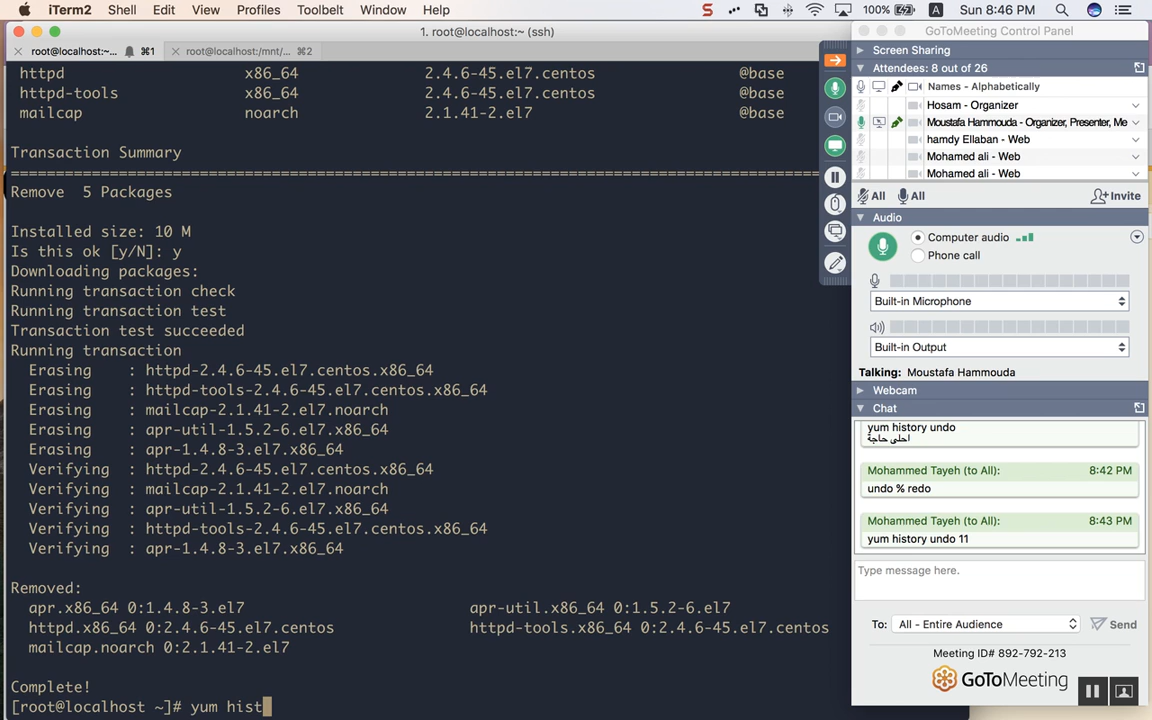 iTerm2 Shell Edit View Profiles Toolbelt Window Help 100% A Sun 8:46 PM
1. root@localhost:~ (ssh)
root@localhost:~ (ssh) ⌘1
root@localhost:/mnt/... ⌘2
httpd x86_64 2.4.6-45.el7.centos @base
httpd-tools x86_64 2.4.6-45.el7.centos @base
mailcap noarch 2.1.41-2.el7 @base
Transaction Summary
================================================================================
Remove 5 Packages
Installed size: 10 M
Is this ok [y/N]: y
Downloading packages:
Running transaction check
Running transaction test
Transaction test succeeded
Running transaction
Erasing : httpd-2.4.6-45.el7.centos.x86_64
Erasing : httpd-tools-2.4.6-45.el7.centos.x86_64
Erasing : mailcap-2.1.41-2.el7.noarch
Erasing : apr-util-1.5.2-6.el7.x86_64
Erasing : apr-1.4.8-3.el7.x86_64
Verifying : httpd-2.4.6-45.el7.centos.x86_64
Verifying : mailcap-2.1.41-2.el7.noarch
Verifying : apr-util-1.5.2-6.el7.x86_64
Verifying : httpd-tools-2.4.6-45.el7.centos.x86_64
Verifying : apr-1.4.8-3.el7.x86_64
Removed:
apr.x86_64 0:1.4.8-3.el7 apr-util.x86_64 0:1.5.2-6.el7
httpd.x86_64 0:2.4.6-45.el7.centos httpd-tools.x86_64 0:2.4.6-45.el7.centos
mailcap.noarch 0:2.1.41-2.el7
Complete!
[root@localhost ~]# yum hist
GoToMeeting Control Panel
Screen Sharing
Attendees: 8 out of 26
Names - Alphabetically
Hosam - Organizer
Moustafa Hammouda - Organizer, Presenter, Me
hamdy Ellaban - Web
Mohamed ali - Web
Mohamed ali - Web
All All Invite
Audio
Computer audio
Phone call
Built-in Microphone
Built-in Output
Talking: Moustafa Hammouda
Webcam
Chat
yum history undo
احلى حاجة
Mohammed Tayeh (to All): 8:42 PM
undo % redo
Mohammed Tayeh (to All): 8:43 PM
yum history undo 11
Type message here.
To: All - Entire Audience Send
Meeting ID# 892-792-213
GoToMeeting